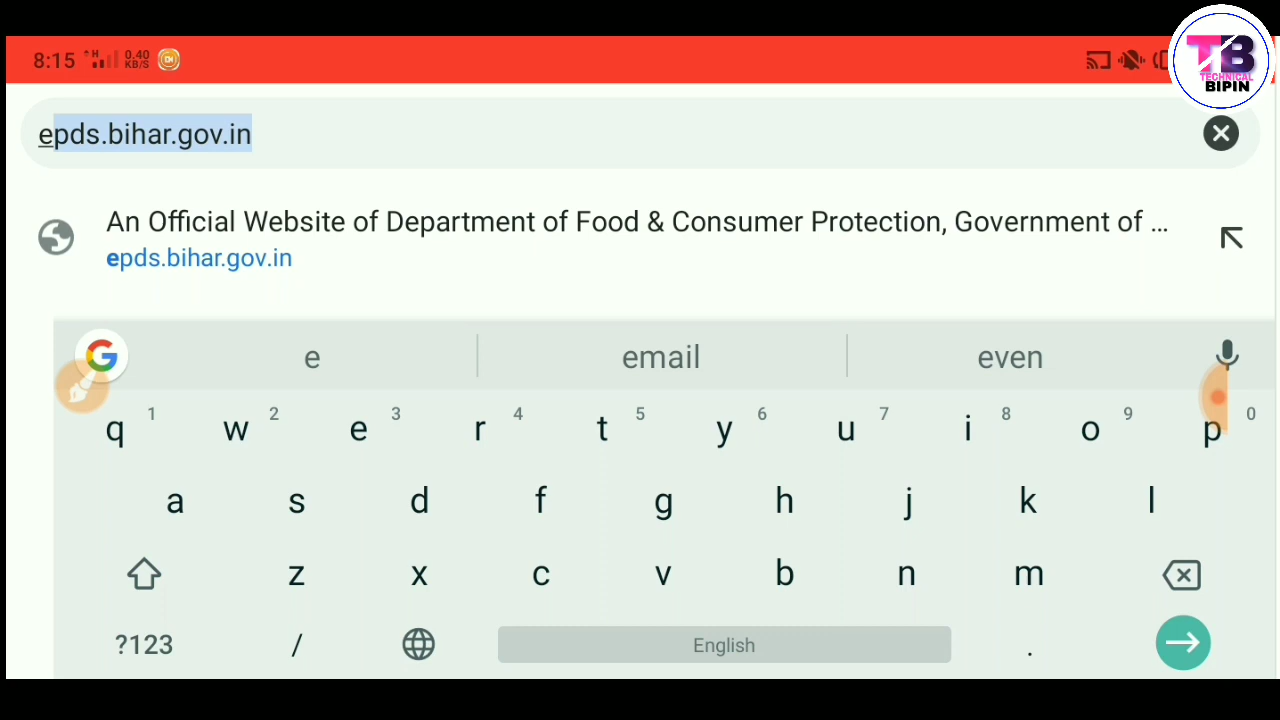 8:15 H 0.40 KB/S
TB
TECHNICAL
BIPIN
epds.bihar.gov.in
An Official Website of Department of Food & Consumer Protection, Government of ...
epds.bihar.gov.in
G e email even
q 1 w 2 e 3 r 4 t 5 y 6 u 7 i 8 o 9 p 0
a s d f g h j k l
z x c v b n m
?123 / English .